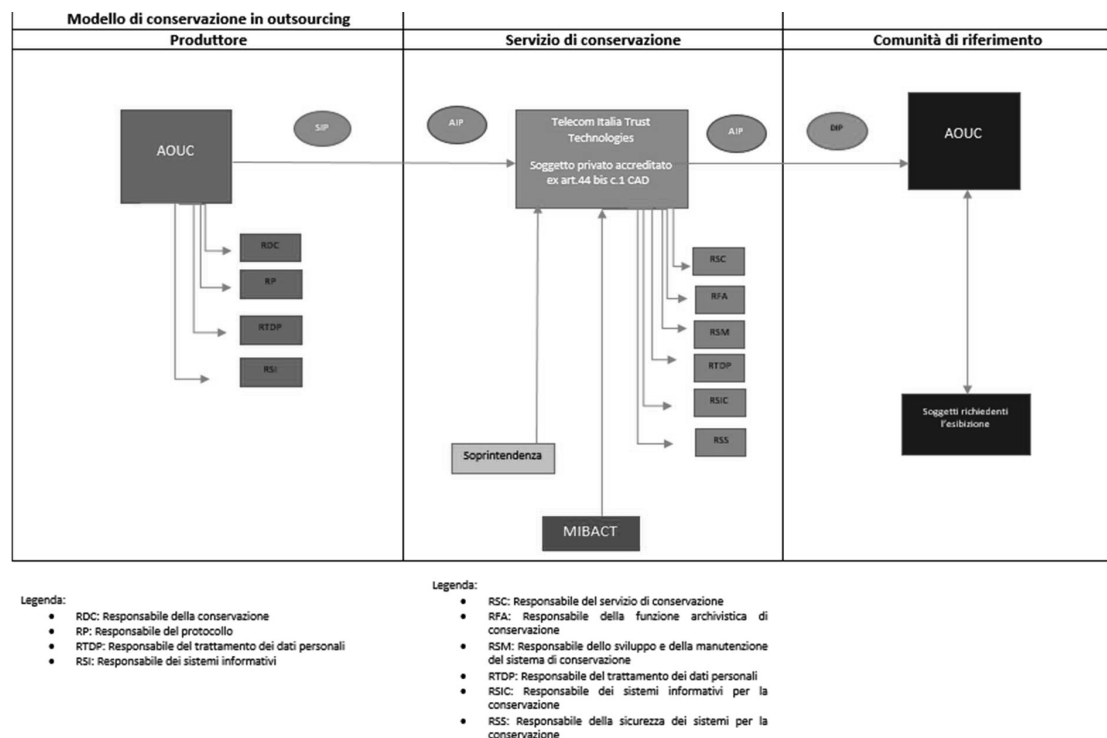 Modello di conservazione in outsourcing
Produttore
Servizio di conservazione
Comunità di riferimento
AOUC
SIP
AIP
Telecom Italia Trust
Technologies
Soggetto privato accreditato
ex art.44 bis c.1 CAD
AIP
DIP
AOUC
RDC
RP
RTDP
RSI
RSC
RFA
RSM
RTDP
RSIC
RSS
Soprintendenza
MIBACT
Soggetti richiedenti
l'esibizione
Legenda:
• RDC: Responsabile della conservazione
• RP: Responsabile del protocollo
• RTDP: Responsabile del trattamento dei dati personali
• RSI: Responsabile dei sistemi informativi
Legenda:
• RSC: Responsabile del servizio di conservazione
• RFA: Responsabile della funzione archivistica di
conservazione
• RSM: Responsabile dello sviluppo e della manutenzione
del sistema di conservazione
• RTDP: Responsabile del trattamento dei dati personali
• RSIC: Responsabile dei sistemi informativi per la
conservazione
• RSS: Responsabile della sicurezza dei sistemi per la
conservazione